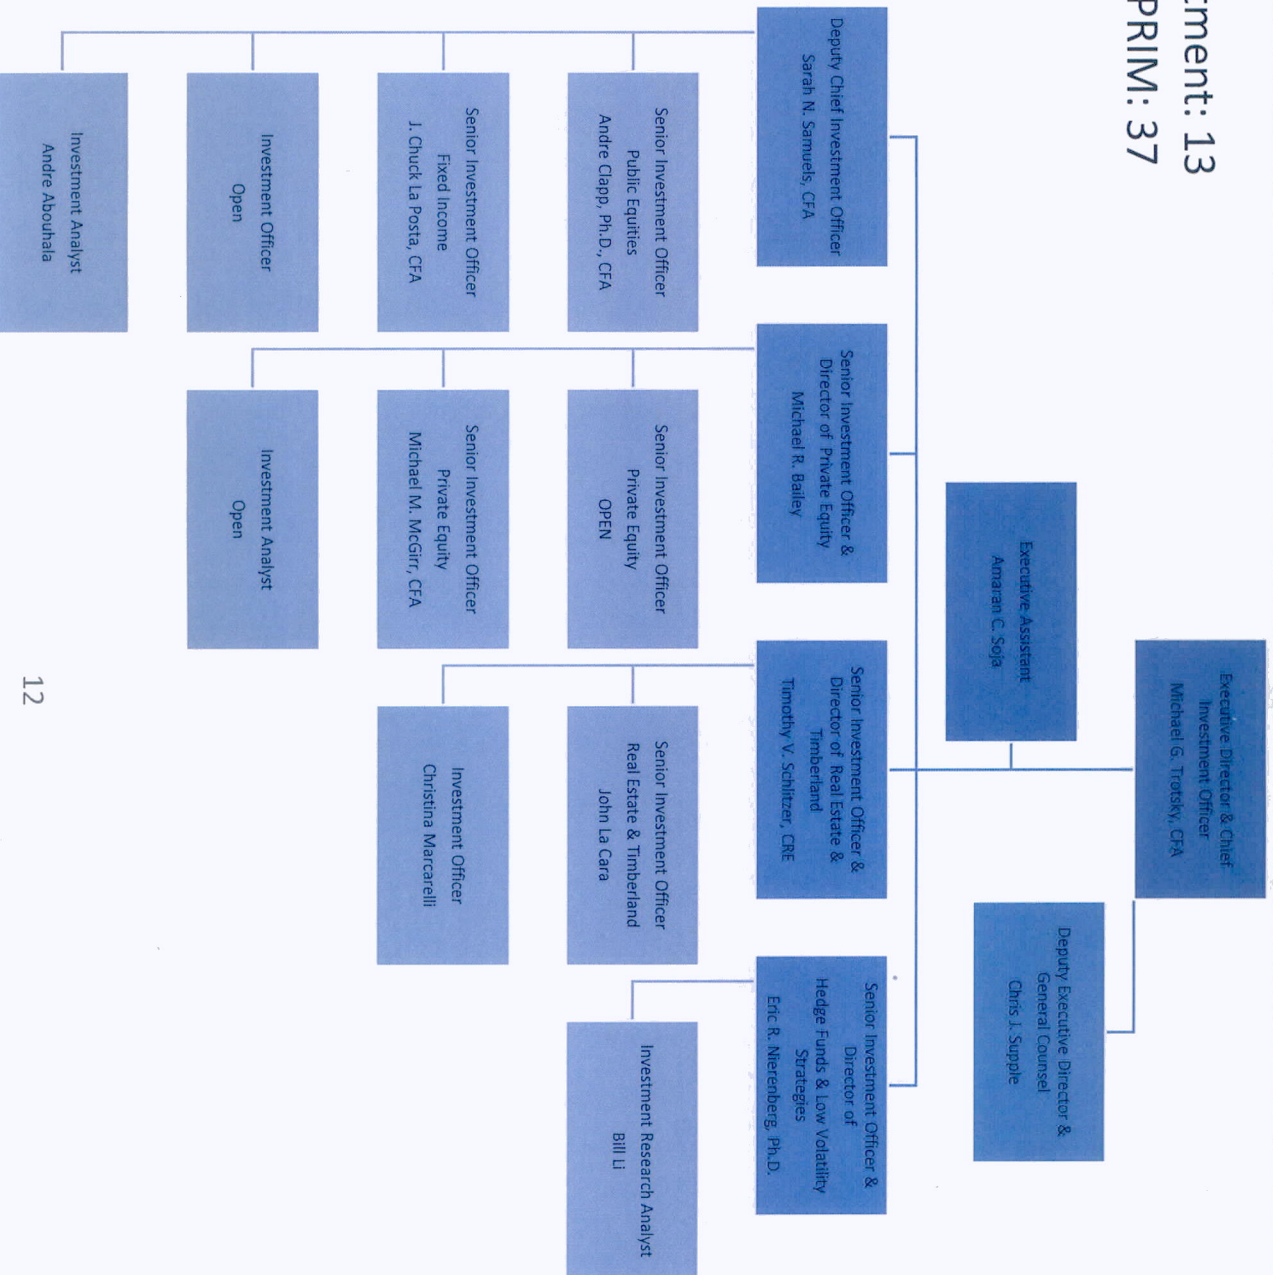 tment: 13
PRIM: 37
Executive Director & Chief
Investment Officer
Michael G. Trotsky, CFA
Deputy Executive Director &
General Counsel
Chris J. Supple
Executive Assistant
Amaran C. Soja
Deputy Chief Investment Officer
Sarah N. Samuels, CFA
Senior Investment Officer &
Director of Private Equity
Michael R. Bailey
Senior Investment Officer &
Director of Real Estate &
Timberland
Timothy V. Schlitzer, CRE
Senior Investment Officer &
Director of
Hedge Funds & Low Volatility
Strategies
Eric R. Nierenberg, Ph.D.
Senior Investment Officer
Public Equities
Andre Clapp, Ph.D., CFA
Senior Investment Officer
Private Equity
OPEN
Senior Investment Officer
Real Estate & Timberland
John La Cara
Investment Research Analyst
Bill Li
Senior Investment Officer
Fixed Income
J. Chuck La Posta, CFA
Senior Investment Officer
Private Equity
Michael M. McGirr, CFA
Investment Officer
Christina Marcarelli
Investment Officer
Open
Investment Analyst
Open
Investment Analyst
Andre Abouhala
12